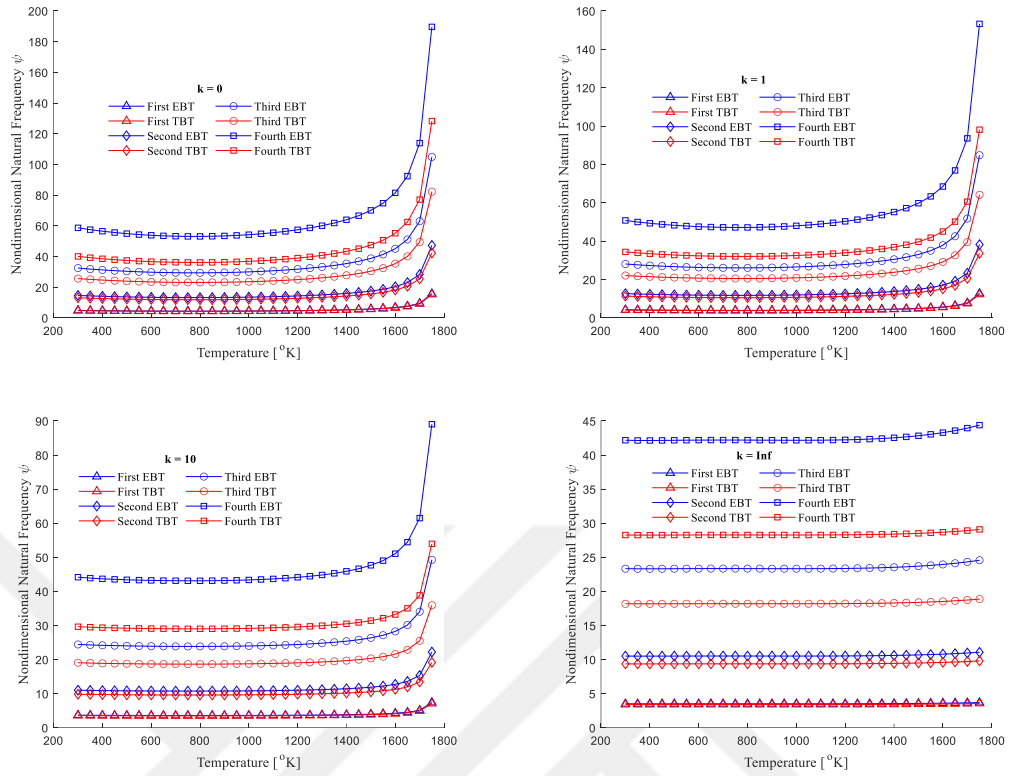 200
180
160
140
120
100
80
60
40
20
0
Nondimensional Natural Frequency ψ
k = 0
First EBT Third EBT
First TBT Third TBT
Second EBT Fourth EBT
Second TBT Fourth TBT
200 400 600 800 1000 1200 1400 1600 1800
Temperature [°K]
160
140
120
100
80
60
40
20
0
Nondimensional Natural Frequency ψ
k = 1
First EBT Third EBT
First TBT Third TBT
Second EBT Fourth EBT
Second TBT Fourth TBT
200 400 600 800 1000 1200 1400 1600 1800
Temperature [°K]
90
80
70
60
50
40
30
20
10
0
Nondimensional Natural Frequency ψ
k = 10
First EBT Third EBT
First TBT Third TBT
Second EBT Fourth EBT
Second TBT Fourth TBT
200 400 600 800 1000 1200 1400 1600 1800
Temperature [°K]
45
40
35
30
25
20
15
10
5
0
Nondimensional Natural Frequency ψ
k = Inf
First EBT Third EBT
First TBT Third TBT
Second EBT Fourth EBT
Second TBT Fourth TBT
200 400 600 800 1000 1200 1400 1600 1800
Temperature [°K]